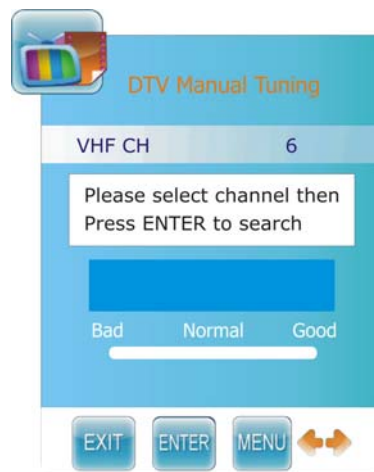 DTV Manual Tuning
VHF CH 6
Please select channel then
Press ENTER to search
Bad Normal Good
EXIT ENTER MENU